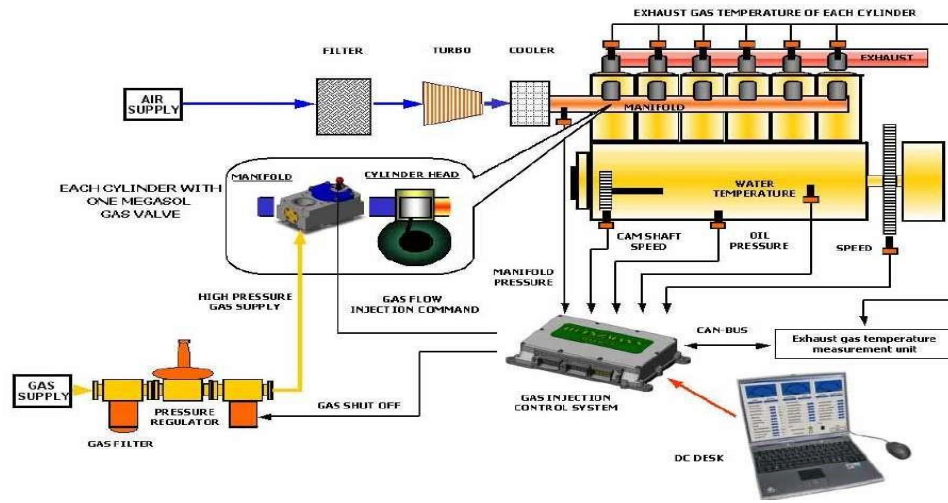 EXHAUST GAS TEMPERATURE OF EACH CYLINDER
FILTER
TURBO
COOLER
EXHAUST
AIR
SUPPLY
MANIFOLD
EACH CYLINDER WITH
ONE MEGASOL
GAS VALVE
MANIFOLD
CYLINDER HEAD
WATER
TEMPERATURE
CAM SHAFT
SPEED
OIL
PRESSURE
SPEED
MANIFOLD
PRESSURE
HIGH PRESSURE
GAS SUPPLY
GAS FLOW
INJECTION COMMAND
CAN-BUS
Exhaust gas temperature
measurement unit
HEINZMANN
GAS
SUPPLY
PRESSURE
REGULATOR
GAS SHUT OFF
GAS INJECTION
CONTROL SYSTEM
GAS FILTER
DC DESK